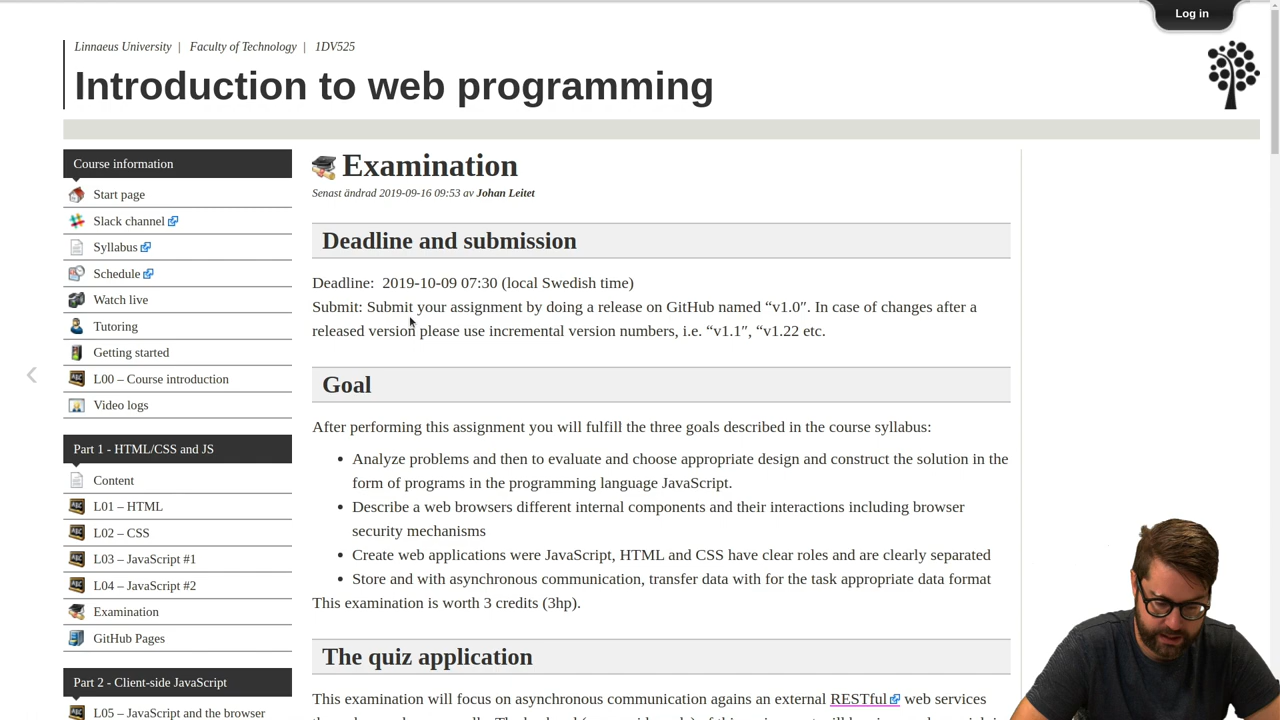 Log in
Linnaeus University | Faculty of Technology | 1DV525
Introduction to web programming
Course information
Start page
Slack channel
Syllabus
Schedule
Watch live
Tutoring
Getting started
L00 – Course introduction
Video logs
Part 1 - HTML/CSS and JS
Content
L01 – HTML
L02 – CSS
L03 – JavaScript #1
L04 – JavaScript #2
Examination
GitHub Pages
Part 2 - Client-side JavaScript
L05 – JavaScript and the browser
Examination
Senast ändrad 2019-09-16 09:53 av Johan Leitet
Deadline and submission
Deadline: 2019-10-09 07:30 (local Swedish time)
Submit: Submit your assignment by doing a release on GitHub named “v1.0″. In case of changes after a
released version please use incremental version numbers, i.e. “v1.1″, “v1.22 etc.
Goal
After performing this assignment you will fulfill the three goals described in the course syllabus:
• Analyze problems and then to evaluate and choose appropriate design and construct the solution in the
form of programs in the programming language JavaScript.
• Describe a web browsers different internal components and their interactions including browser
security mechanisms
• Create web applications were JavaScript, HTML and CSS have clear roles and are clearly separated
• Store and with asynchronous communication, transfer data with for the task appropriate data format
This examination is worth 3 credits (3hp).
The quiz application
This examination will focus on asynchronous communication agains an external RESTful web services